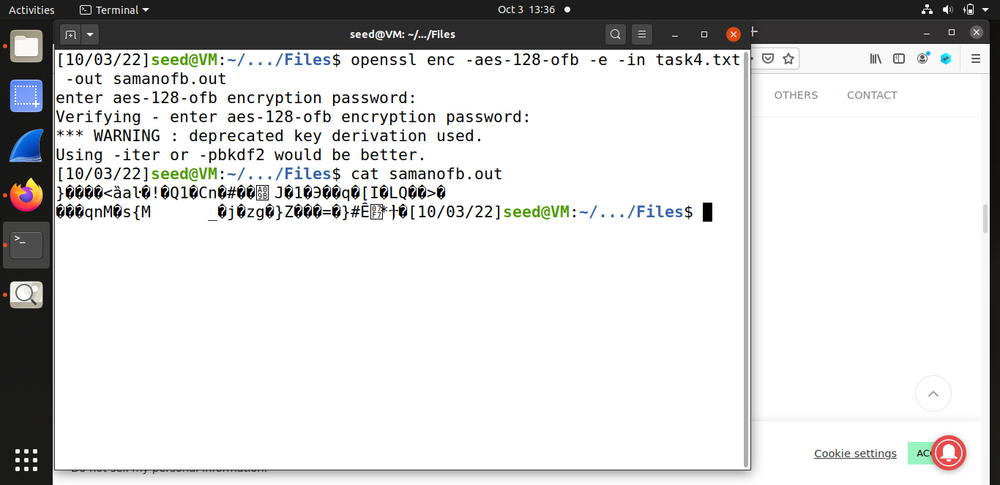 Activities
Terminal
Oct 3 13:36
seed@VM: ~/.../Files
[10/03/22]seed@VM:~/.../Files$ openssl enc -aes-128-ofb -e -in task4.txt
-out samanofb.out
enter aes-128-ofb encryption password:
Verifying - enter aes-128-ofb encryption password:
*** WARNING : deprecated key derivation used.
Using -iter or -pbkdf2 would be better.
[10/03/22]seed@VM:~/.../Files$ cat samanofb.out
}����<ȁaŀ�!�Q1�Cn�#�� J�1�Э��q�[I�LQ��>�
���qnM�s{M _�j�zg�}Z���=�}#Ȇ *�[10/03/22]seed@VM:~/.../Files$
OTHERS
CONTACT
Cookie settings
Do not sell my personal information.